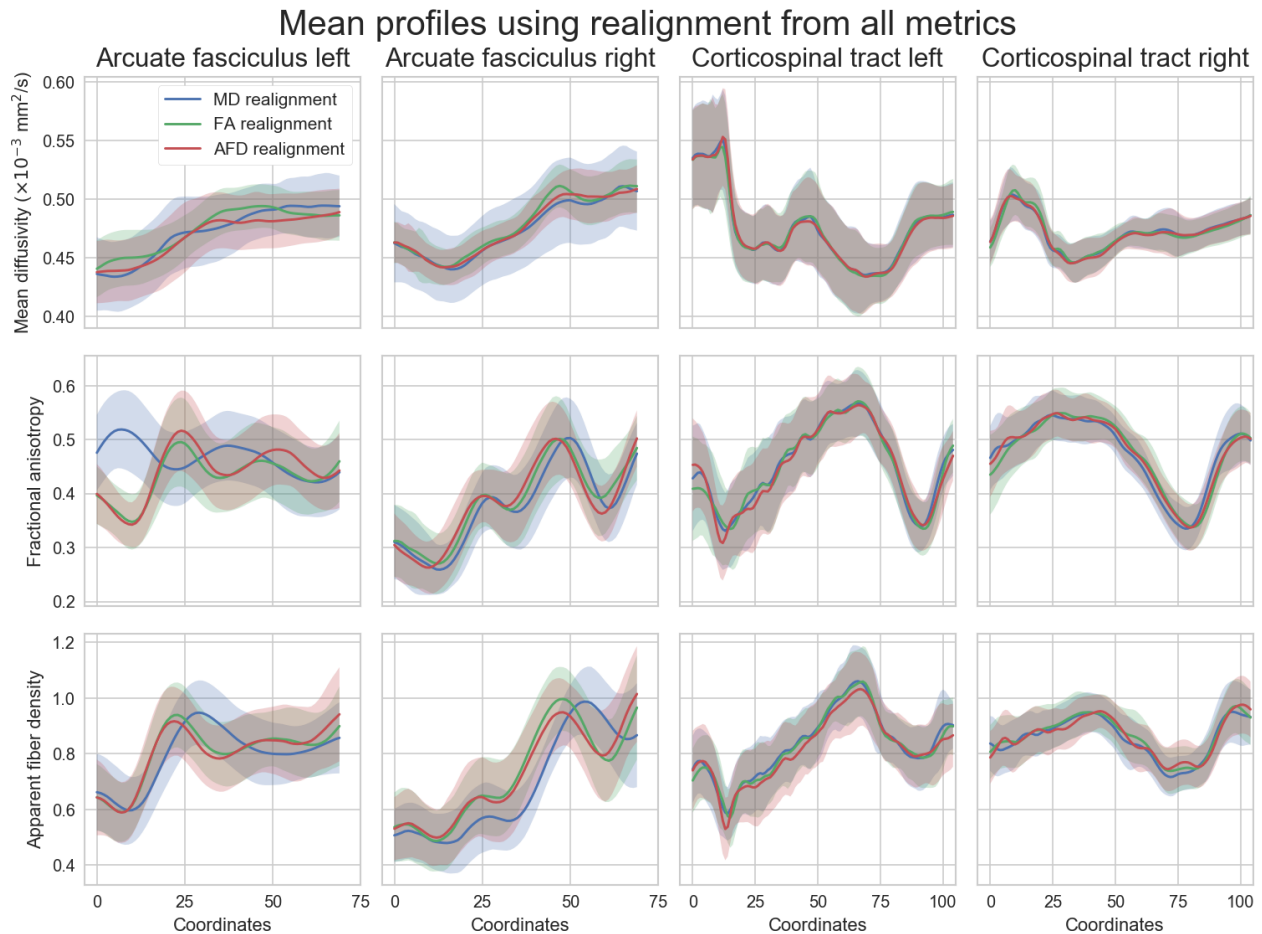 Mean profiles using realignment from all metrics
Arcuate fasciculus left
Arcuate fasciculus right
Corticospinal tract left
Corticospinal tract right
Mean diffusivity (×10⁻³ mm²/s)
0.60
0.55
0.50
0.45
0.40
MD realignment
FA realignment
AFD realignment
Fractional anisotropy
0.6
0.5
0.4
0.3
0.2
Apparent fiber density
1.2
1.0
0.8
0.6
0.4
0 25 50 75
0 25 50 75
0 25 50 75 100
0 25 50 75 100
Coordinates
Coordinates
Coordinates
Coordinates